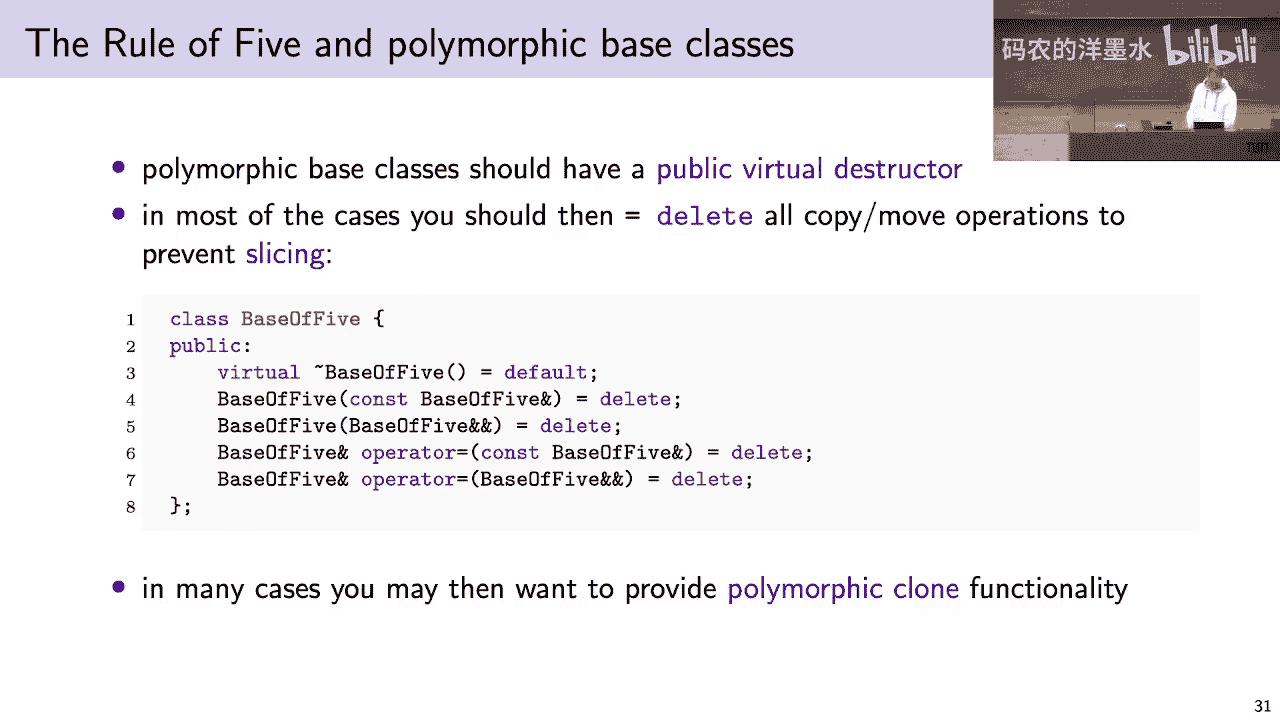 The Rule of Five and polymorphic base classes
码农的洋墨水 bilibili
• polymorphic base classes should have a public virtual destructor
• in most of the cases you should then = delete all copy/move operations to
prevent slicing:
1 class BaseOfFive {
2 public:
3 virtual ~BaseOfFive() = default;
4 BaseOfFive(const BaseOfFive&) = delete;
5 BaseOfFive(BaseOfFive&&) = delete;
6 BaseOfFive& operator=(const BaseOfFive&) = delete;
7 BaseOfFive& operator=(BaseOfFive&&) = delete;
8 };
• in many cases you may then want to provide polymorphic clone functionality
31